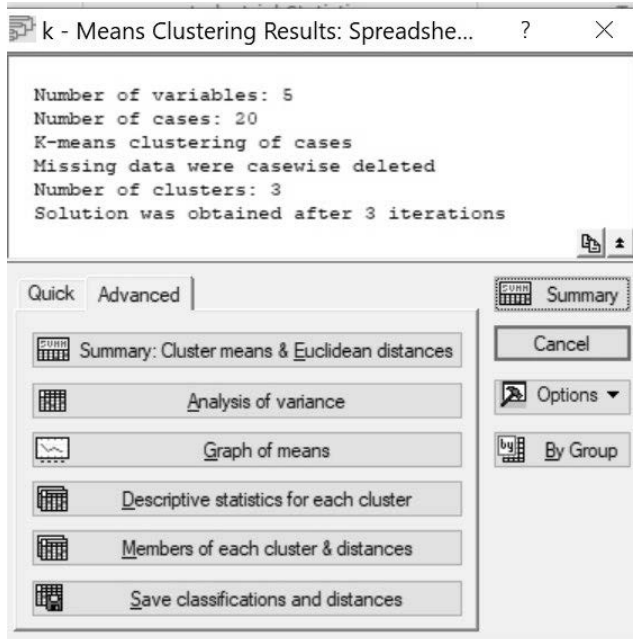 k - Means Clustering Results: Spreadshe... ?
Number of variables: 5
Number of cases: 20
K-means clustering of cases
Missing data were casewise deleted
Number of clusters: 3
Solution was obtained after 3 iterations
Quick Advanced
Summary: Cluster means & Euclidean distances
Analysis of variance
Graph of means
Descriptive statistics for each cluster
Members of each cluster & distances
Save classifications and distances
SUMM Summary
Cancel
Options
by By Group